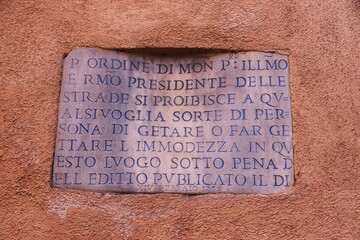 P ORDINE DI MON P: ILLMO
E RMO PRESIDENTE DELLE
STRADE SI PROIBISCE A QV=
ALSIVOGLIA SORTE DI PER=
SONA DI GETARE O FAR GE
TTARE L IMMODEZZA IN QV
ESTO LVOGO SOTTO PENA D
ELL EDITTO PVBLICATO IL DI